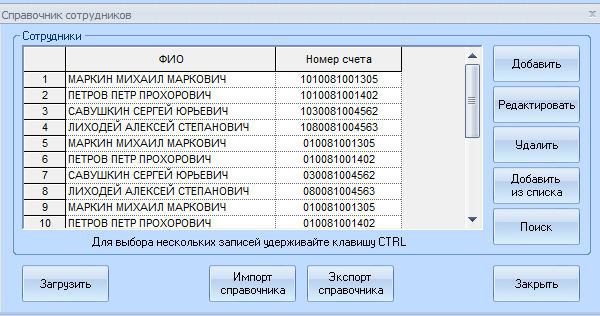 Справочник сотрудников
Сотрудники
ФИО Номер счета
1 МАРКИН МИХАИЛ МАРКОВИЧ 1010081001305
2 ПЕТРОВ ПЕТР ПРОХОРОВИЧ 1010081001402
3 САВУШКИН СЕРГЕЙ ЮРЬЕВИЧ 1030081004562
4 ЛИХОДЕЙ АЛЕКСЕЙ СТЕПАНОВИЧ 1080081004563
5 МАРКИН МИХАИЛ МАРКОВИЧ 010081001305
6 ПЕТРОВ ПЕТР ПРОХОРОВИЧ 010081001402
7 САВУШКИН СЕРГЕЙ ЮРЬЕВИЧ 030081004562
8 ЛИХОДЕЙ АЛЕКСЕЙ СТЕПАНОВИЧ 080081004563
9 МАРКИН МИХАИЛ МАРКОВИЧ 010081001305
10 ПЕТРОВ ПЕТР ПРОХОРОВИЧ 010081001402
Для выбора нескольких записей удерживайте клавишу CTRL
Добавить
Редактировать
Удалить
Добавить
из списка
Поиск
Загрузить
Импорт
справочника
Экспорт
справочника
Закрыть